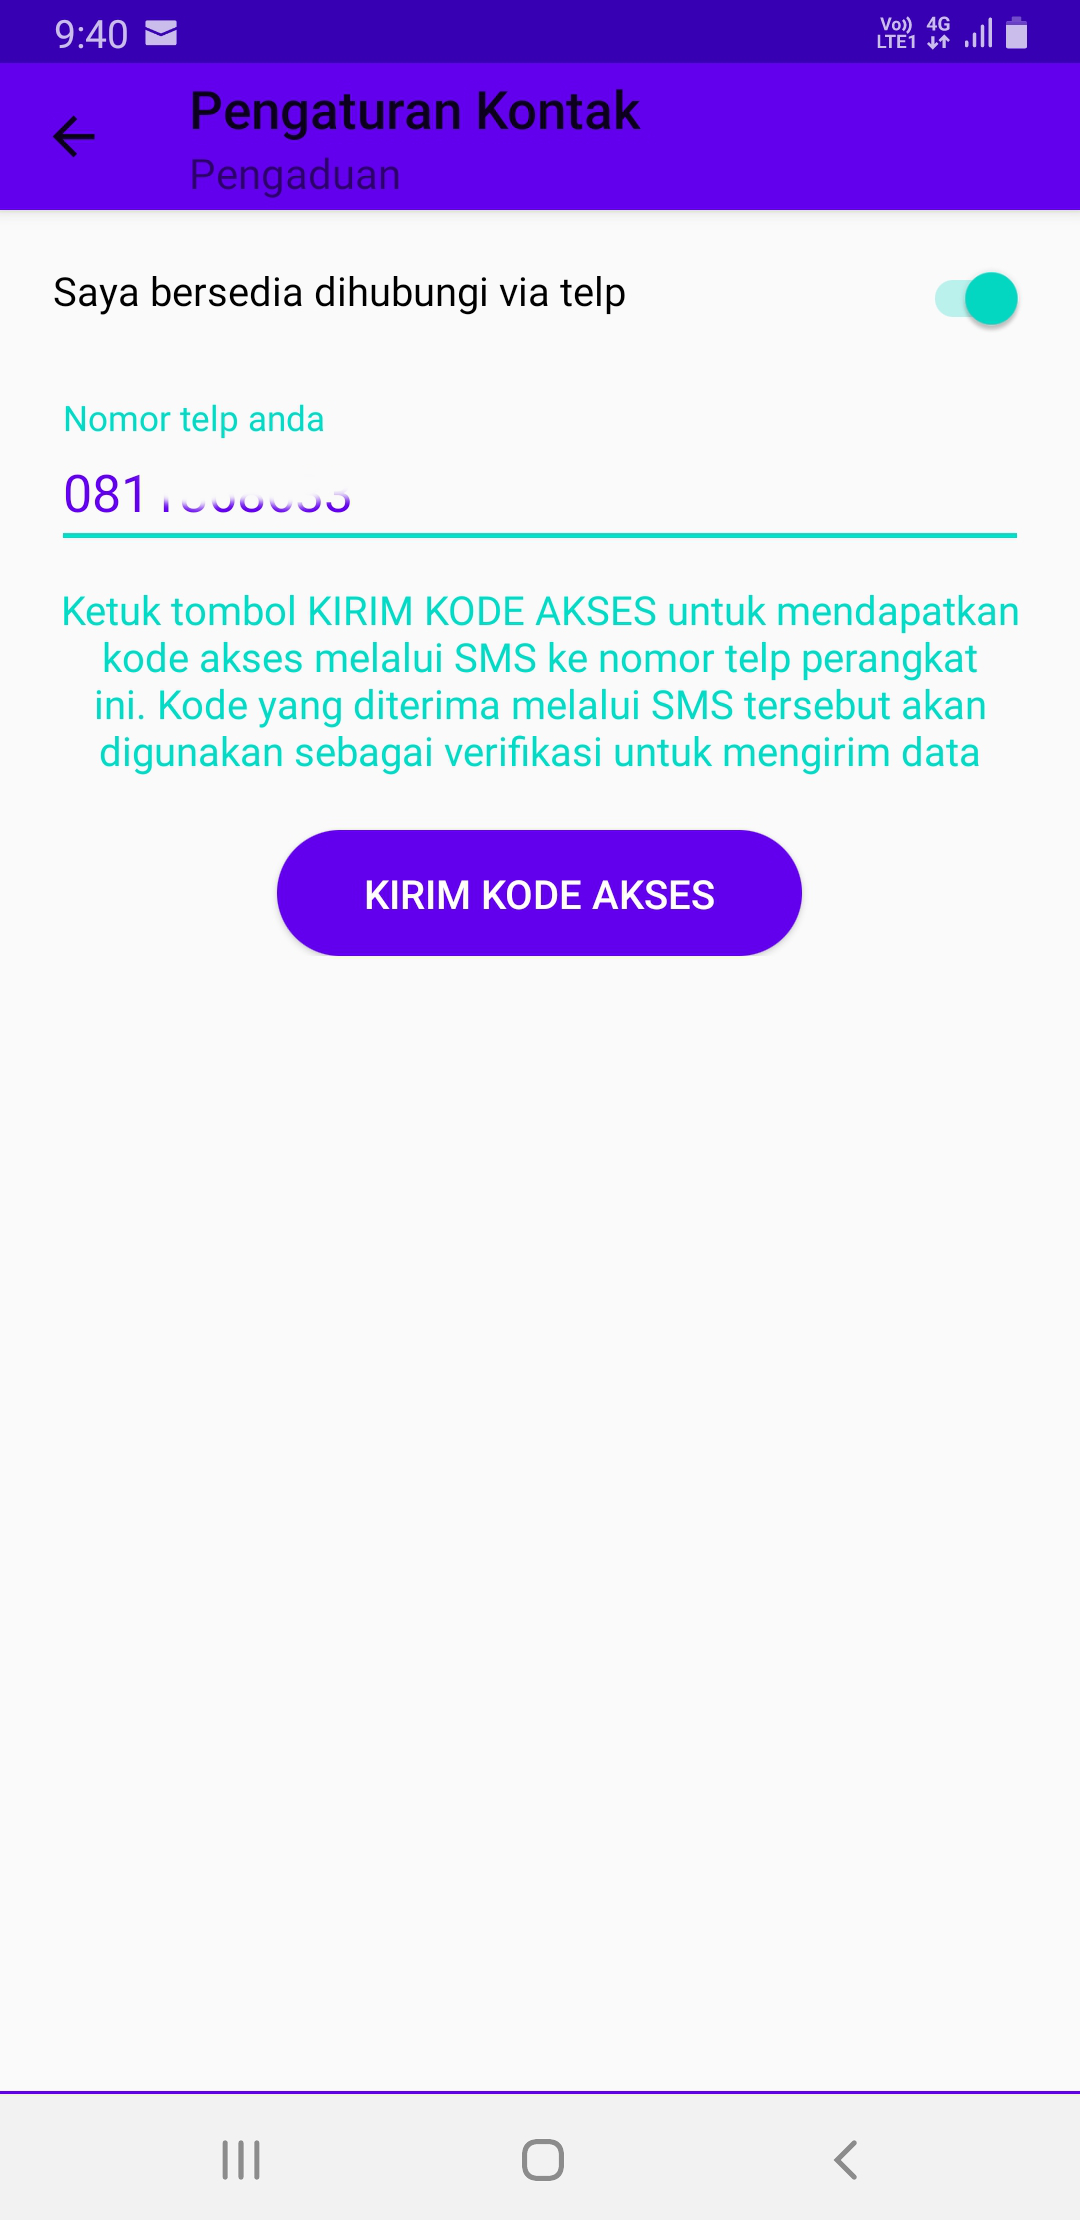 9:40
Vo)) 4G
LTE1
Pengaturan Kontak
Pengaduan
Saya bersedia dihubungi via telp
Nomor telp anda
081
Ketuk tombol KIRIM KODE AKSES untuk mendapatkan
kode akses melalui SMS ke nomor telp perangkat
ini. Kode yang diterima melalui SMS tersebut akan
digunakan sebagai verifikasi untuk mengirim data
KIRIM KODE AKSES